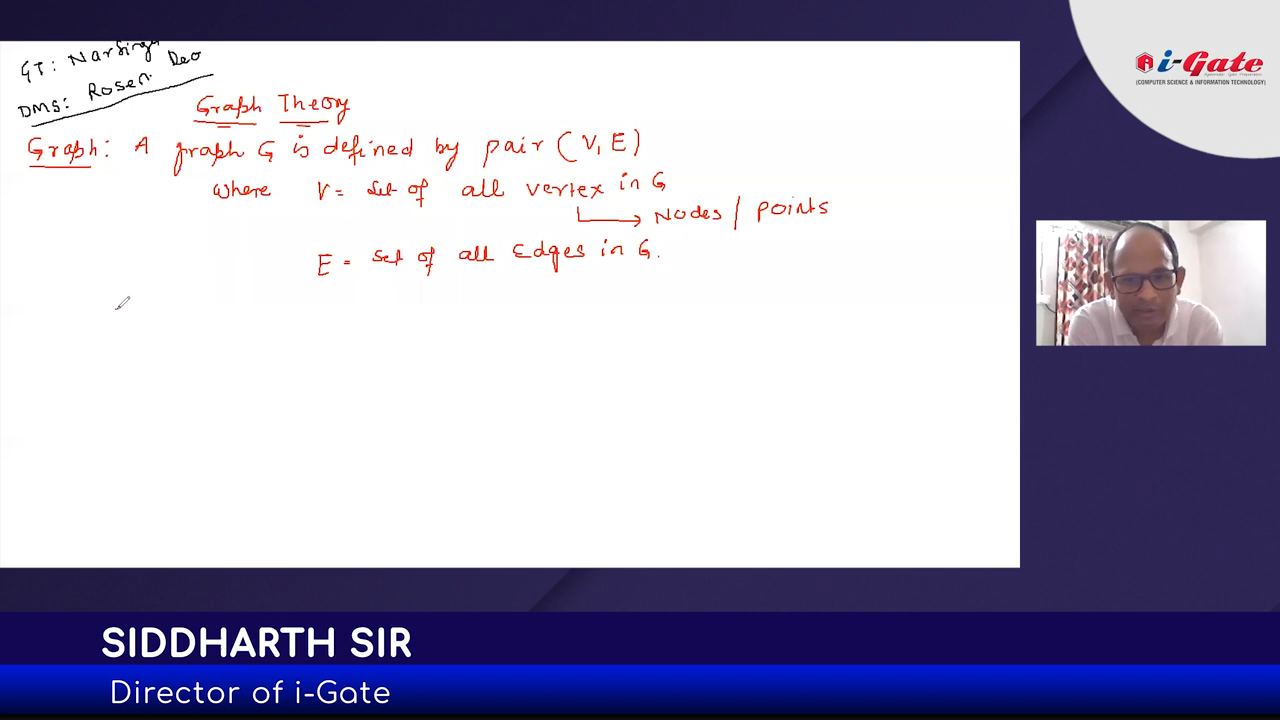 GT: Narsingh Deo
DMS: Rosen.
Graph Theory
Graph: A graph G is defined by pair (V, E)
where V = set of all vertex in G
Nodes / points
E = set of all Edges in G.
i-Gate
(COMPUTER SCIENCE & INFORMATION TECHNOLOGY)
SIDDHARTH SIR
Director of i-Gate